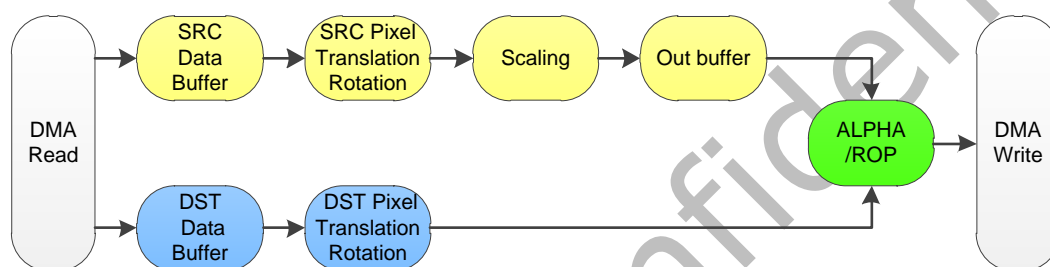 DMA
Read
SRC
Data
Buffer
SRC Pixel
Translation
Rotation
Scaling
Out buffer
ALPHA
/ROP
DMA
Write
DST
Data
Buffer
DST Pixel
Translation
Rotation